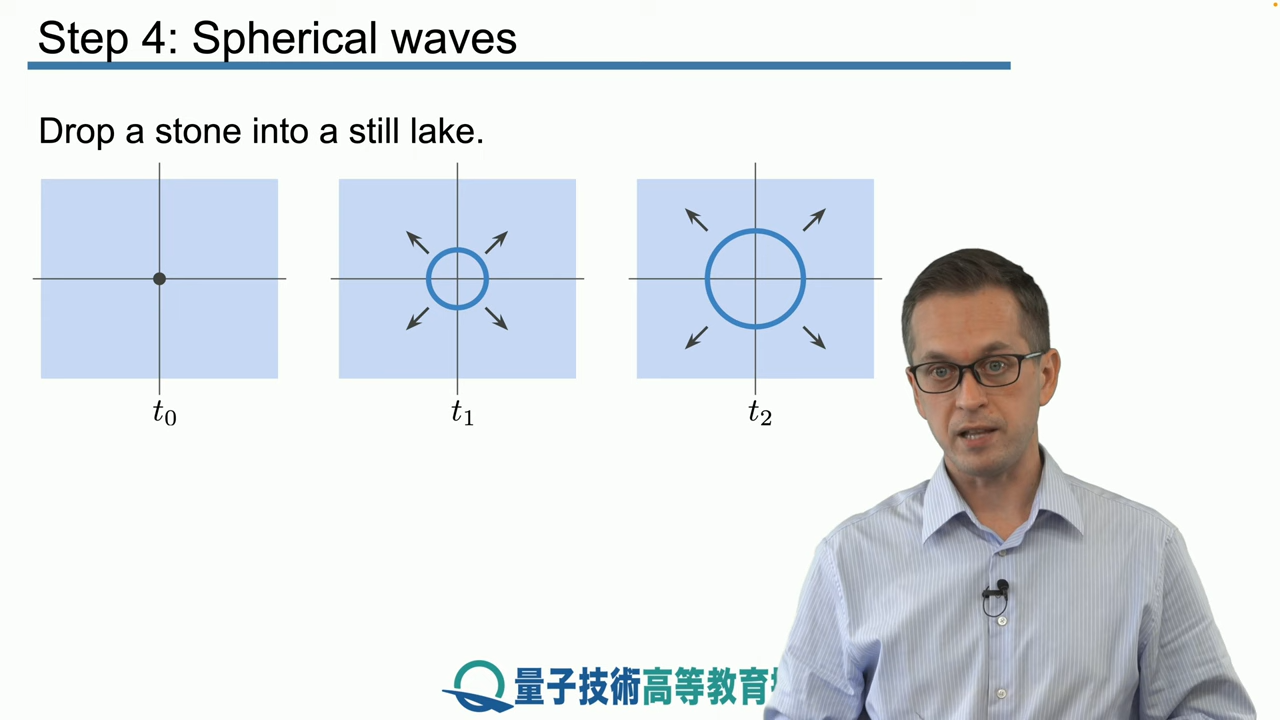 Step 4: Spherical waves
Drop a stone into a still lake.
t₀ t₁ t₂
量子技術高等教育